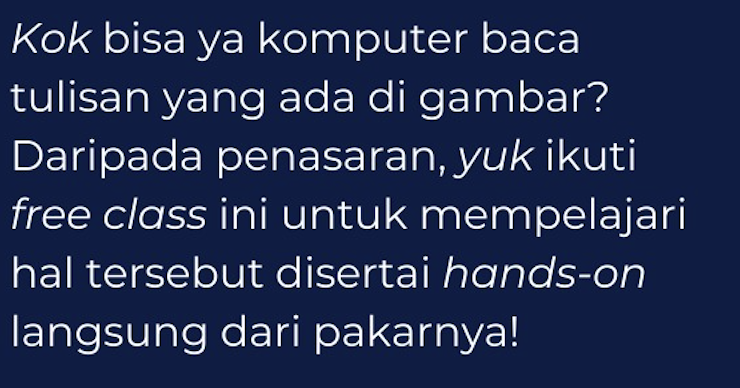 Kok bisa ya komputer baca
tulisan yang ada di gambar?
Daripada penasaran, yuk ikuti
free class ini untuk mempelajari
hal tersebut disertai hands-on
langsung dari pakarnya!